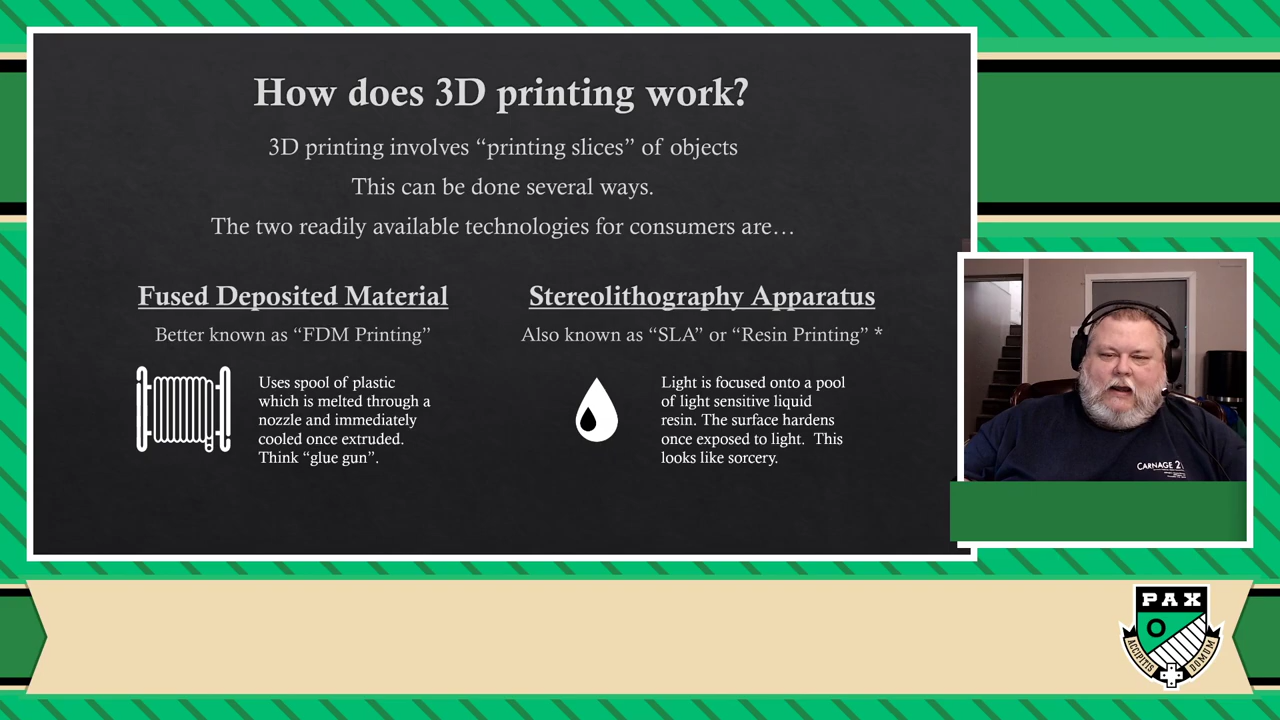 How does 3D printing work?
3D printing involves “printing slices” of objects
This can be done several ways.
The two readily available technologies for consumers are…
Fused Deposited Material
Better known as “FDM Printing”
Uses spool of plastic
which is melted through a
nozzle and immediately
cooled once extruded.
Think “glue gun”.
Stereolithography Apparatus
Also known as “SLA” or “Resin Printing” *
Light is focused onto a pool
of light sensitive liquid
resin. The surface hardens
once exposed to light.  This
looks like sorcery.
CARNAGE 2
PAX
O
ACCIPITIS
DOMUM